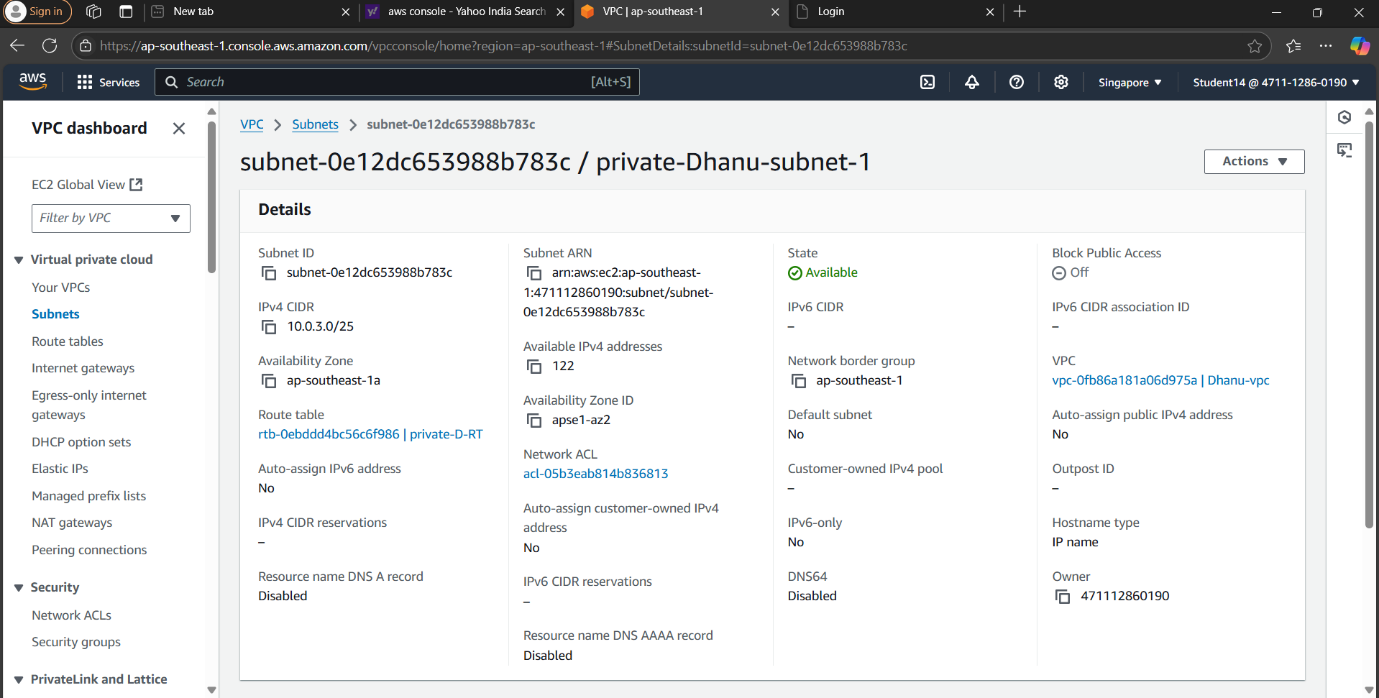 Sign in
New tab
aws console - Yahoo India Search
VPC | ap-southeast-1
Login
https://ap-southeast-1.console.aws.amazon.com/vpcconsole/home?region=ap-southeast-1#SubnetDetails:subnetId=subnet-0e12dc653988b783c
aws
Services
Search
[Alt+S]
Singapore
Student14 @ 4711-1286-0190
VPC dashboard
EC2 Global View
Filter by VPC
Virtual private cloud
Your VPCs
Subnets
Route tables
Internet gateways
Egress-only internet
gateways
DHCP option sets
Elastic IPs
Managed prefix lists
NAT gateways
Peering connections
Security
Network ACLs
Security groups
PrivateLink and Lattice
VPC > Subnets > subnet-0e12dc653988b783c
subnet-0e12dc653988b783c / private-Dhanu-subnet-1
Actions
Details
Subnet ID
subnet-0e12dc653988b783c
IPv4 CIDR
10.0.3.0/25
Availability Zone
ap-southeast-1a
Route table
rtb-0ebddd4bc56c6f986 | private-D-RT
Auto-assign IPv6 address
No
IPv4 CIDR reservations
–
Resource name DNS A record
Disabled
Subnet ARN
arn:aws:ec2:ap-southeast-
1:471112860190:subnet/subnet-
0e12dc653988b783c
Available IPv4 addresses
122
Availability Zone ID
apse1-az2
Network ACL
acl-05b3eab814b836813
Auto-assign customer-owned IPv4
address
No
IPv6 CIDR reservations
–
Resource name DNS AAAA record
Disabled
State
Available
IPv6 CIDR
–
Network border group
ap-southeast-1
Default subnet
No
Customer-owned IPv4 pool
–
IPv6-only
No
DNS64
Disabled
Block Public Access
Off
IPv6 CIDR association ID
–
VPC
vpc-0fb86a181a06d975a | Dhanu-vpc
Auto-assign public IPv4 address
No
Outpost ID
–
Hostname type
IP name
Owner
471112860190